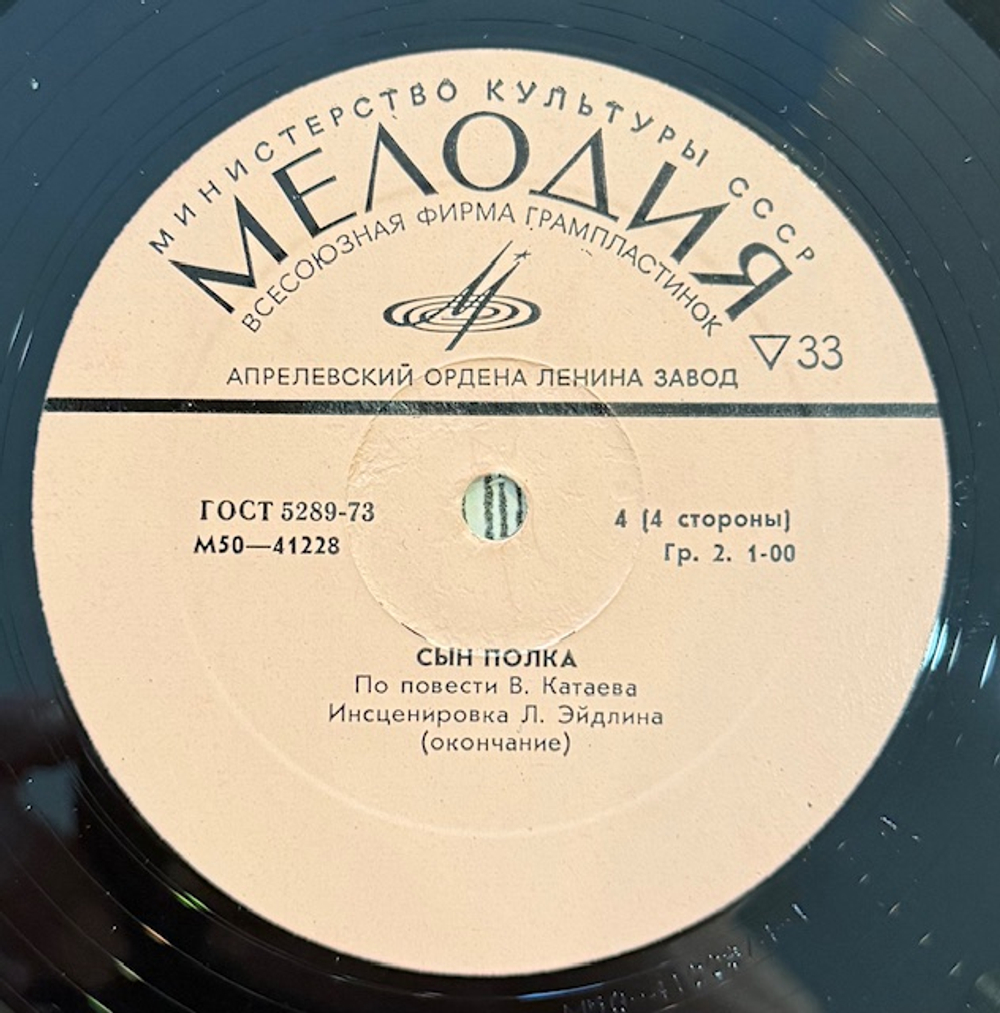 МИНИСТЕРСТВО КУЛЬТУРЫ СССР
МЕЛОДИЯ
ВСЕСОЮЗНАЯ ФИРМА ГРАМПЛАСТИНОК
▽33
АПРЕЛЕВСКИЙ ОРДЕНА ЛЕНИНА ЗАВОД
ГОСТ 5289-73
М50—41228
4 (4 стороны)
Гр. 2. 1-00
СЫН ПОЛКА
По повести В. Катаева
Инсценировка Л. Эйдлина
(окончание)